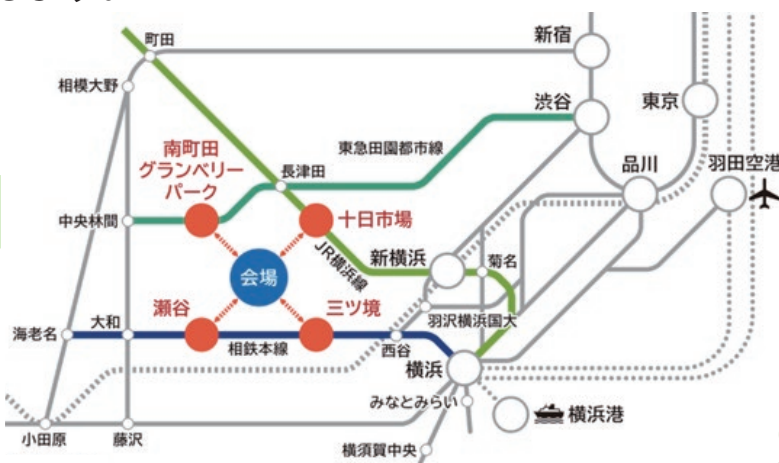 町田
新宿
相模大野
渋谷
東京
南町田
グランベリー
パーク
東急田園都市線
長津田
品川
羽田空港
中央林間
十日市場
JR横浜線
新横浜
菊名
会場
瀬谷
三ツ境
羽沢横浜国大
海老名
大和
相鉄本線
西谷
横浜
みなとみらい
横浜港
小田原
藤沢
横須賀中央